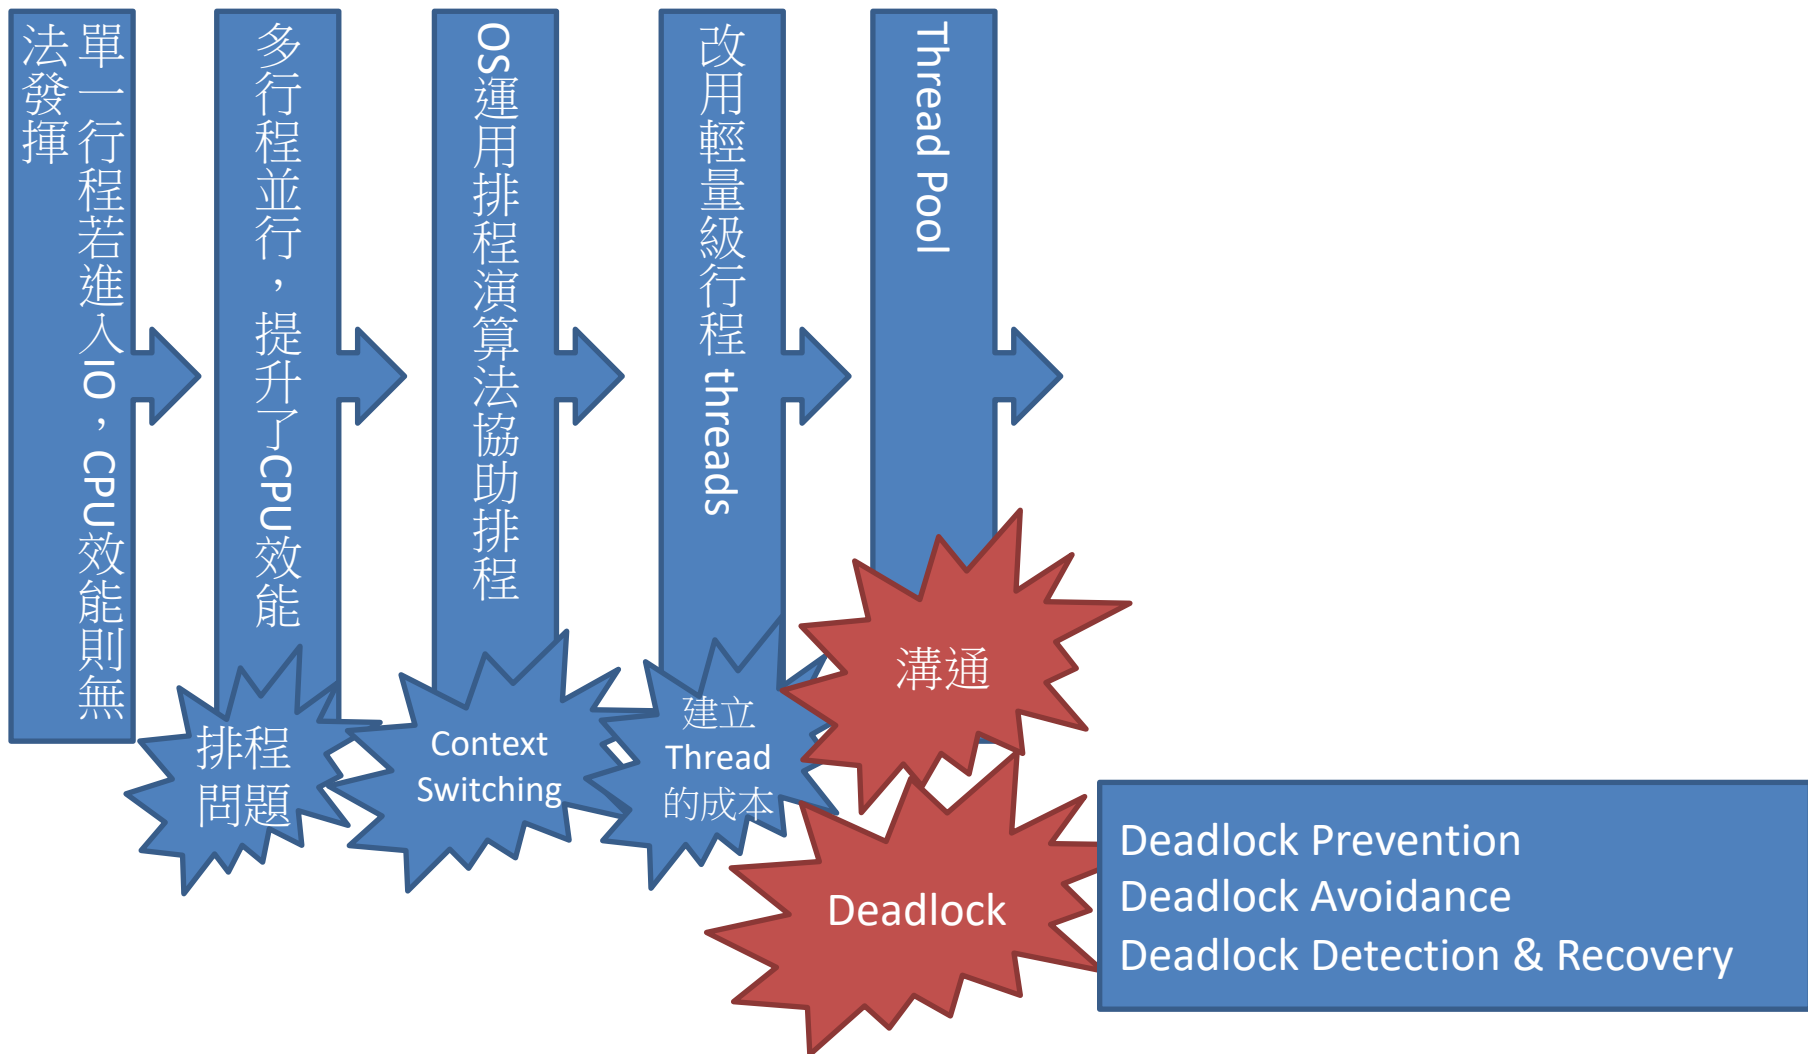 單一行程若進入IO，CPU效能則無
法發揮
多行程並行，提升了CPU效能
OS運用排程演算法協助排程
改用輕量級行程 threads
Thread Pool
排程
問題
Context
Switching
建立
Thread
的成本
溝通
Deadlock
Deadlock Prevention
Deadlock Avoidance
Deadlock Detection & Recovery